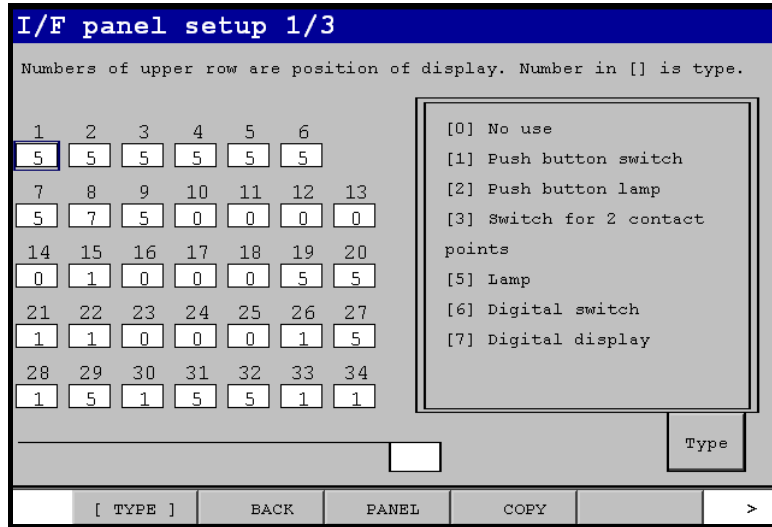 I/F panel setup 1/3
Numbers of upper row are position of display. Number in [] is type.
1 2 3 4 5 6
5 5 5 5 5 5
7 8 9 10 11 12 13
5 7 5 0 0 0 0
14 15 16 17 18 19 20
0 1 0 0 0 5 5
21 22 23 24 25 26 27
1 1 0 0 0 1 5
28 29 30 31 32 33 34
1 5 1 5 5 1 1
[0] No use
[1] Push button switch
[2] Push button lamp
[3] Switch for 2 contact
points
[5] Lamp
[6] Digital switch
[7] Digital display
Type
[ TYPE ] BACK PANEL COPY >